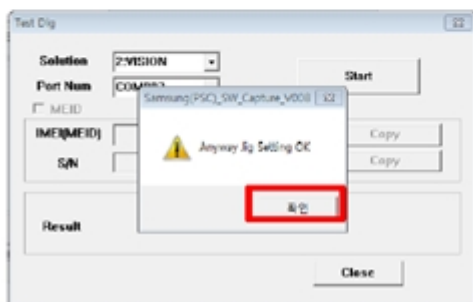 Test Dlg
Solution
2:VISION
Start
Port Num
MEID
Samsung(PSC)_SW_Capture_V008
IMEI(MEID)
Copy
Anyway Jig Setting OK
S/N
Copy
확인
Result
Close